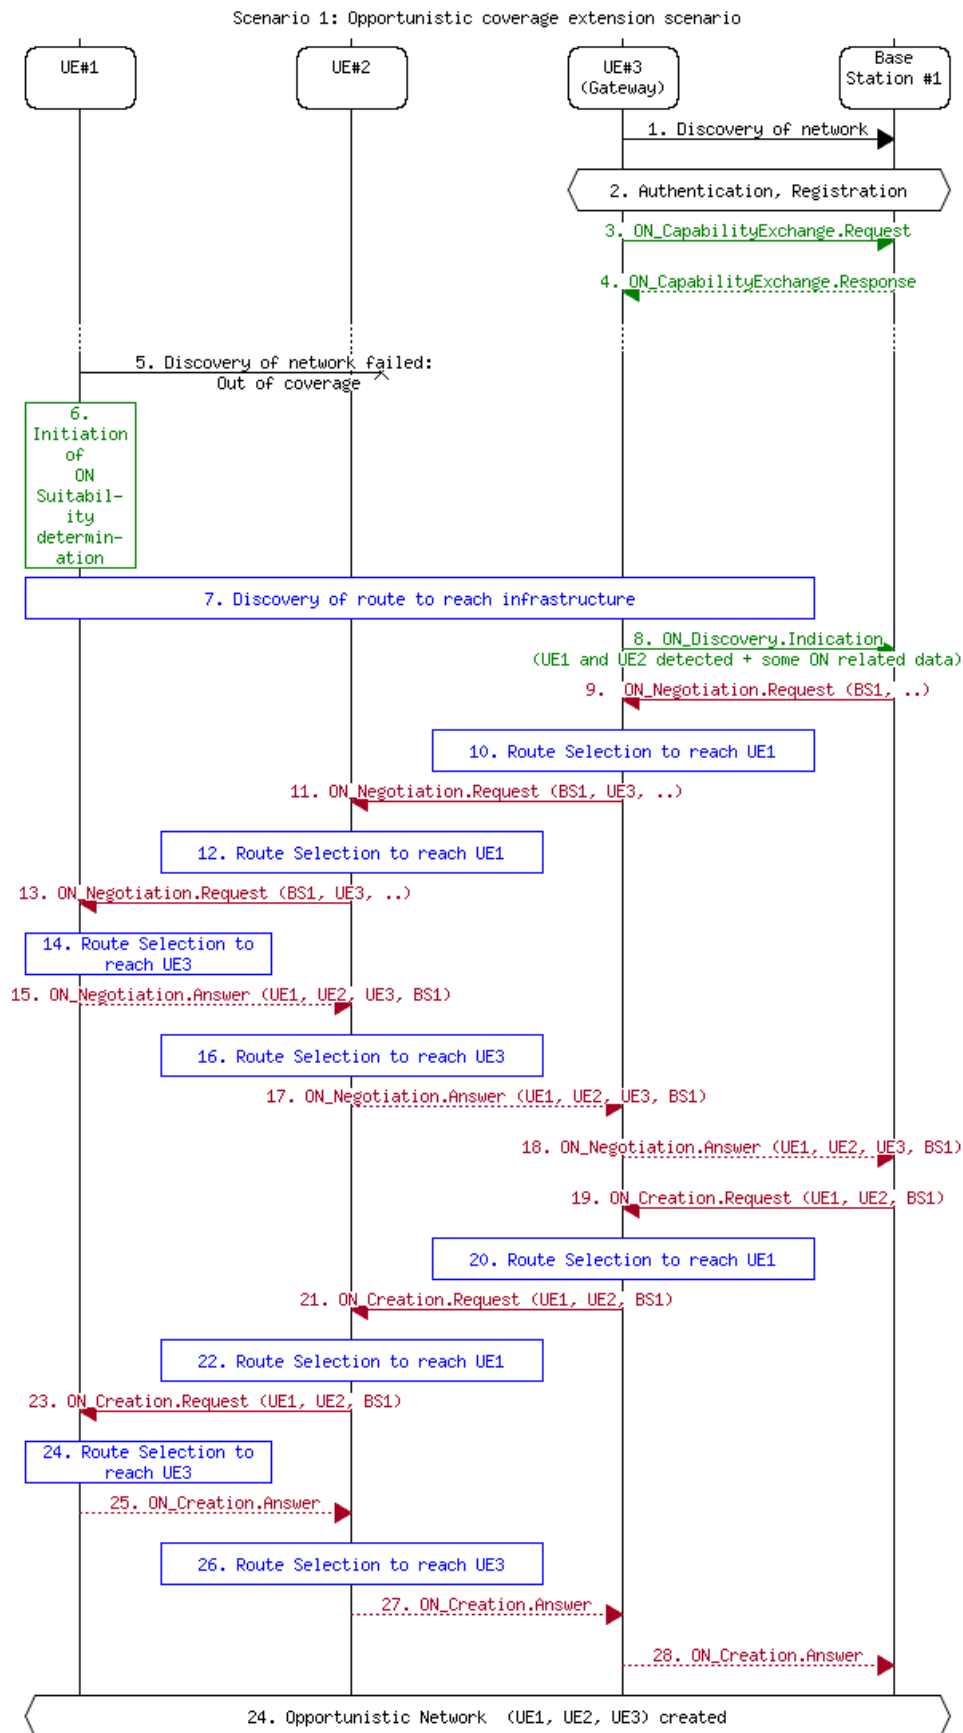 Scenario 1: Opportunistic coverage extension scenario
UE#1
UE#2
UE#3
(Gateway)
Base
Station #1
1. Discovery of network
2. Authentication, Registration
3. ON_CapabilityExchange.Request
4. ON_CapabilityExchange.Response
5. Discovery of network failed:
Out of coverage
6.
Initiation
of
ON
Suitabil-
ity
determin-
ation
7. Discovery of route to reach infrastructure
8. ON_Discovery.Indication
(UE1 and UE2 detected + some ON related data)
9. ON_Negotiation.Request (BS1, ..)
10. Route Selection to reach UE1
11. ON_Negotiation.Request (BS1, UE3, ..)
12. Route Selection to reach UE1
13. ON_Negotiation.Request (BS1, UE3, ..)
14. Route Selection to
reach UE3
15. ON_Negotiation.Answer (UE1, UE2, UE3, BS1)
16. Route Selection to reach UE3
17. ON_Negotiation.Answer (UE1, UE2, UE3, BS1)
18. ON_Negotiation.Answer (UE1, UE2, UE3, BS1)
19. ON_Creation.Request (UE1, UE2, BS1)
20. Route Selection to reach UE1
21. ON_Creation.Request (UE1, UE2, BS1)
22. Route Selection to reach UE1
23. ON_Creation.Request (UE1, UE2, BS1)
24. Route Selection to
reach UE3
25. ON_Creation.Answer
26. Route Selection to reach UE3
27. ON_Creation.Answer
28. ON_Creation.Answer
24. Opportunistic Network (UE1, UE2, UE3) created